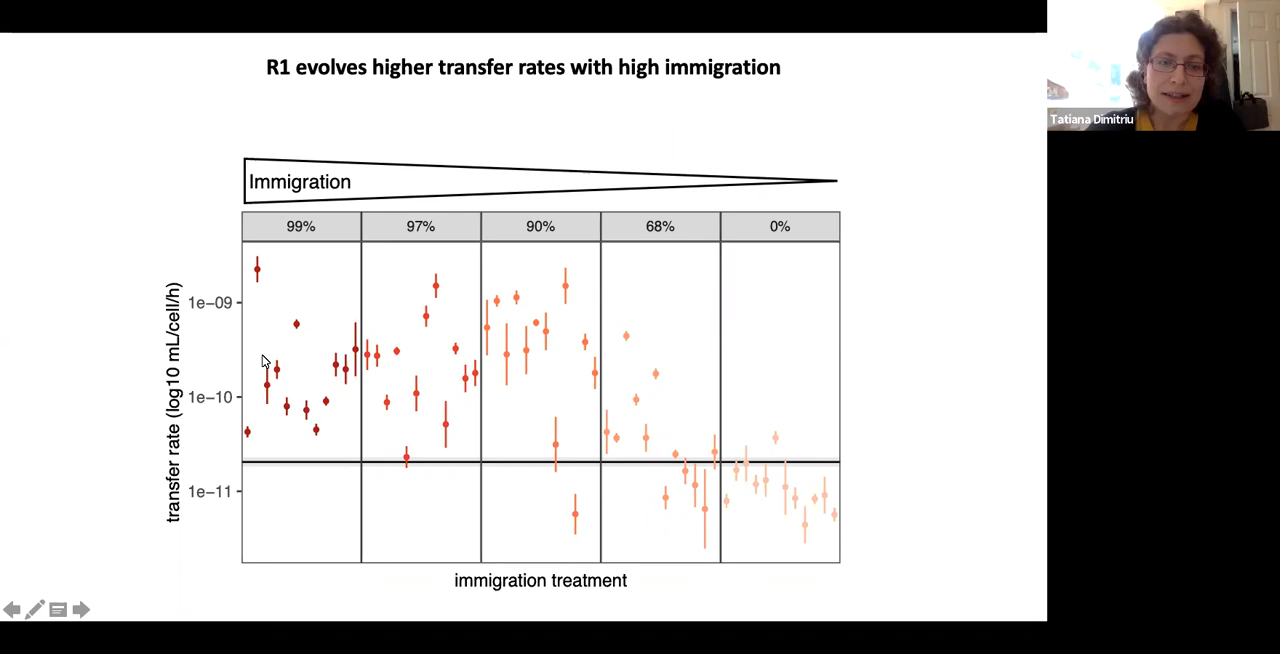 R1 evolves higher transfer rates with high immigration
Tatiana Dimitriu
Immigration
99% 97% 90% 68% 0%
transfer rate (log10 mL/cell/h)
1e−09
1e−10
1e−11
immigration treatment